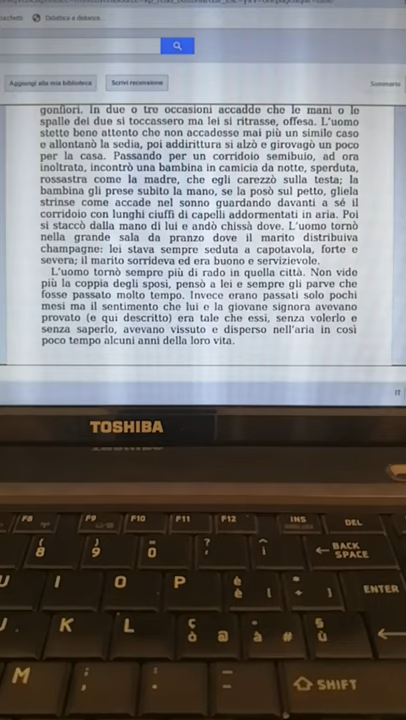 Didattica a distanza
Aggiungi alla mia biblioteca
Scrivi recensione
Sommario
gonfiori. In due o tre occasioni accadde che le mani o le
spalle dei due si toccassero ma lei si ritrasse, offesa. L'uomo
stette bene attento che non accadesse mai più un simile caso
e allontanò la sedia, poi addirittura si alzò e girovagò un poco
per la casa. Passando per un corridoio semibuio, ad ora
inoltrata, incontrò una bambina in camicia da notte, sperduta,
rossastra come la madre, che egli carezzò sulla testa; la
bambina gli prese subito la mano, se la posò sul petto, gliela
strinse come accade nel sonno guardando davanti a sé il
corridoio con lunghi ciuffi di capelli addormentati in aria. Poi
si staccò dalla mano di lui e andò chissà dove. L'uomo tornò
nella grande sala da pranzo dove il marito distribuiva
champagne: lei stava sempre seduta a capotavola, forte e
severa; il marito sorrideva ed era buono e servizievole.
L'uomo tornò sempre più di rado in quella città. Non vide
più la coppia degli sposi, pensò a lei e sempre gli parve che
fosse passato molto tempo. Invece erano passati solo pochi
mesi ma il sentimento che lui e la giovane signora avevano
provato (e qui descritto) era tale che essi, senza volerlo e
senza saperlo, avevano vissuto e disperso nell'aria in così
poco tempo alcuni anni della loro vita.
IT
TOSHIBA
F8 F9 F10 F11 F12 INS DEL
( 8 ) 9 = 0 ? ' ^ ì ← BACK SPACE
U I O P é è [ * + ] ENTER
J K L ç ò @ ° à # § ù
M ; , : . _ - SHIFT